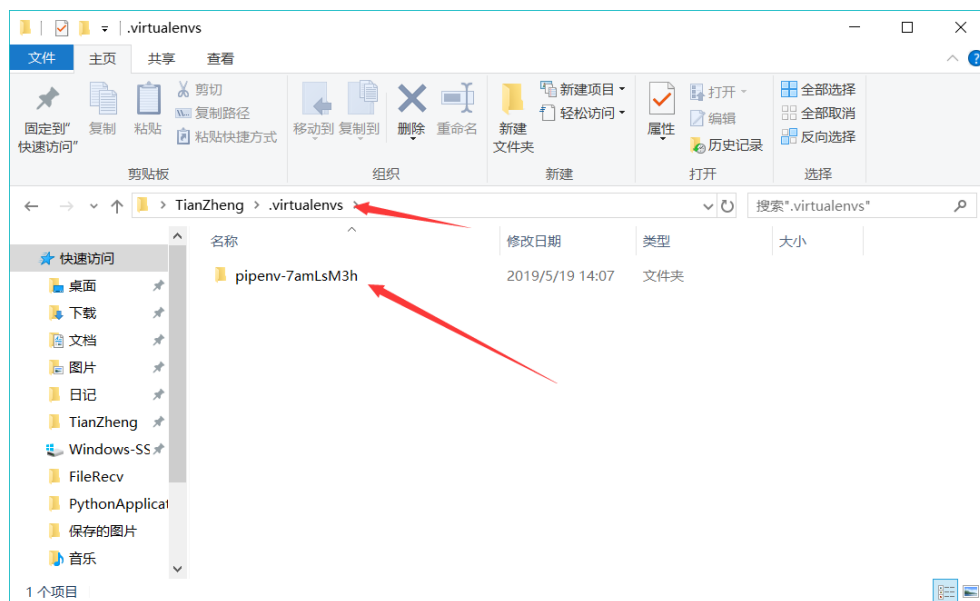 .virtualenvs
文件 主页 共享 查看
固定到"
快速访问"
复制
粘贴
剪切
复制路径
粘贴快捷方式
剪贴板
移动到 复制到 删除 重命名
组织
新建
文件夹
新建项目
轻松访问
新建
属性
打开
编辑
历史记录
打开
全部选择
全部取消
反向选择
选择
TianZheng > .virtualenvs >
搜索".virtualenvs"
名称 修改日期 类型 大小
pipenv-7amLsM3h 2019/5/19 14:07 文件夹
快速访问
桌面
下载
文档
图片
日记
TianZheng
Windows-SS
FileRecv
PythonApplicat
保存的图片
音乐
1 个项目